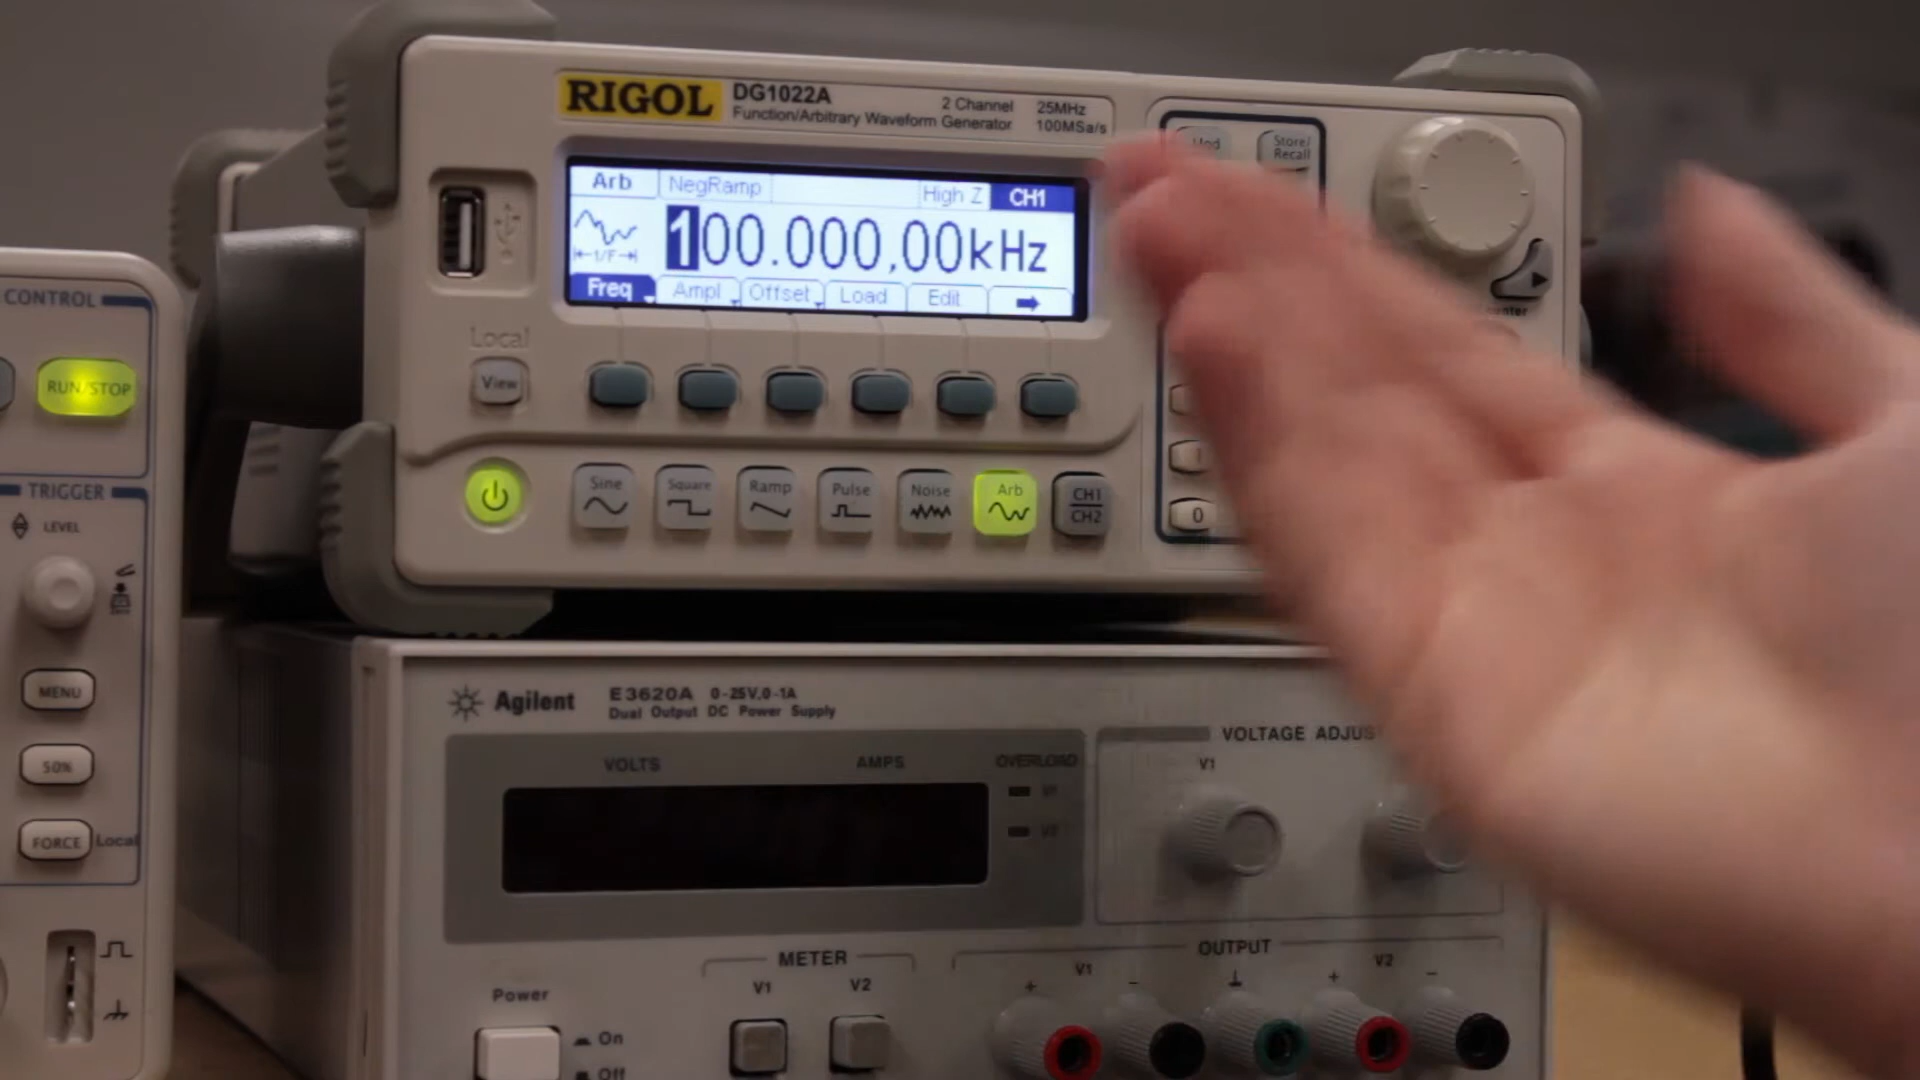 RIGOL DG1022A 2 Channel 25MHz
Function/Arbitrary Waveform Generator 100MSa/s
Store/
Recall
Arb NegRamp High Z CH1
100.000,00kHz
1/F
Freq Ampl Offset Load Edit
Local
View
Sine Square Ramp Pulse Noise Arb CH1
CH2
0
CONTROL
RUN/STOP
TRIGGER
LEVEL
MENU
50%
FORCE Local
Agilent E3620A 0-25V,0-1A
Dual Output DC Power Supply
VOLTS AMPS OVERLOAD
V1
V2
VOLTAGE
V1
METER
V1 V2
OUTPUT
V1 V2
+ - + -
Power
On
Off